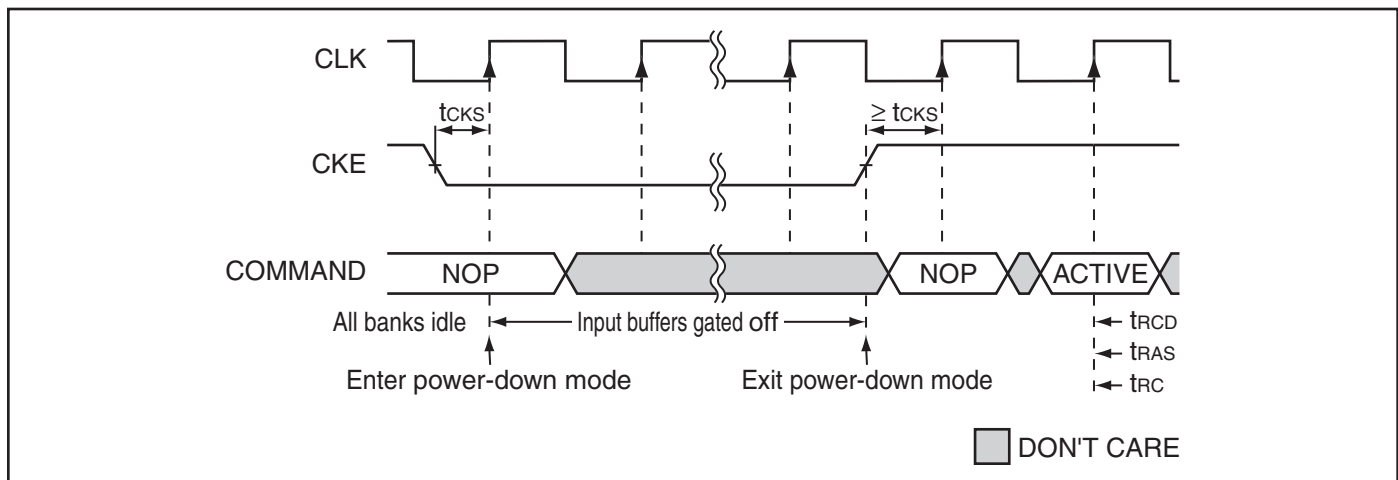 CLK
tCKS
≥ tCKS
CKE
COMMAND
NOP
NOP
ACTIVE
All banks idle
Input buffers gated off
tRCD
tRAS
tRC
Enter power-down mode
Exit power-down mode
DON'T CARE